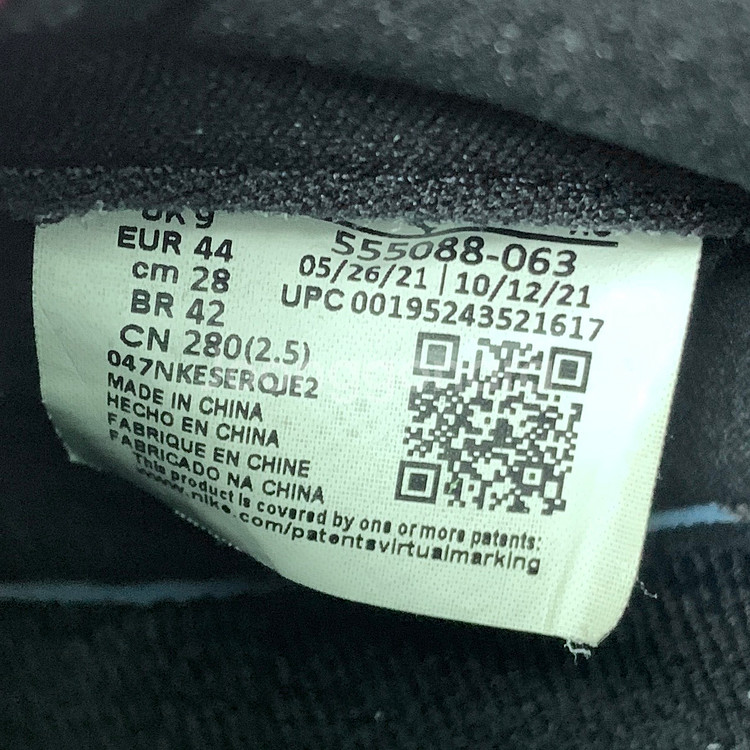 UK 9
EUR 44
cm 28
BR 42
CN 280(2.5)
047NKESERQJE2
MADE IN CHINA
HECHO EN CHINA
FABRIQUE EN CHINE
FABRICADO NA CHINA
555088-063
05/26/21 | 10/12/21
UPC 00195243521617
This product is covered by one or more patents:
www.nike.com/patentsvirtualmarking